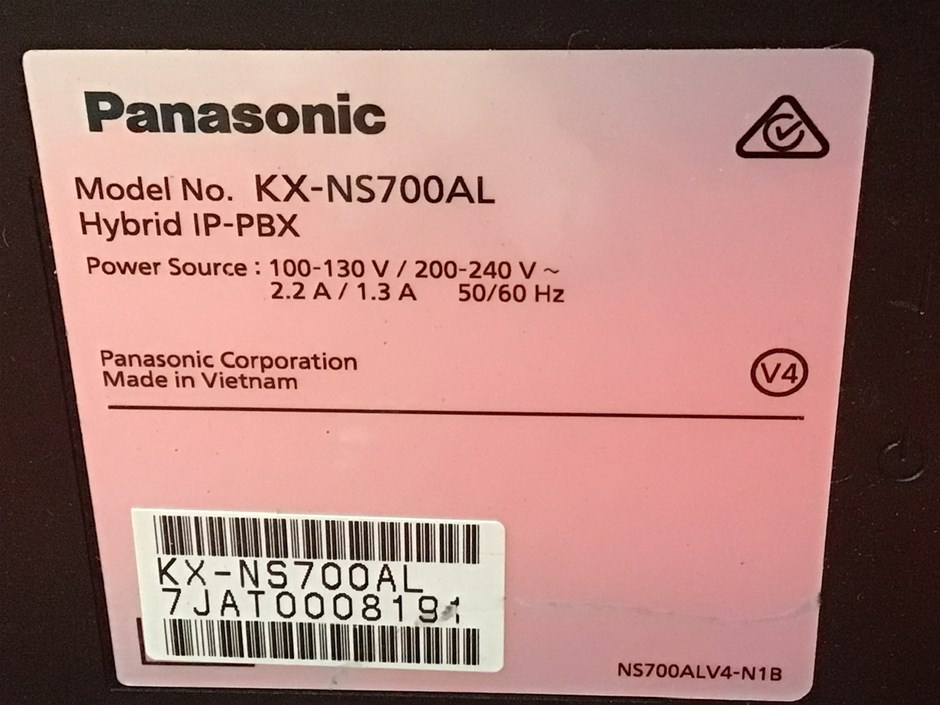 Panasonic
Model No. KX-NS700AL
Hybrid IP-PBX
Power Source : 100-130 V / 200-240 V ~
2.2 A / 1.3 A 50/60 Hz
Panasonic Corporation
Made in Vietnam
V4
KX-NS700AL
7JAT0008191
NS700ALV4-N1B